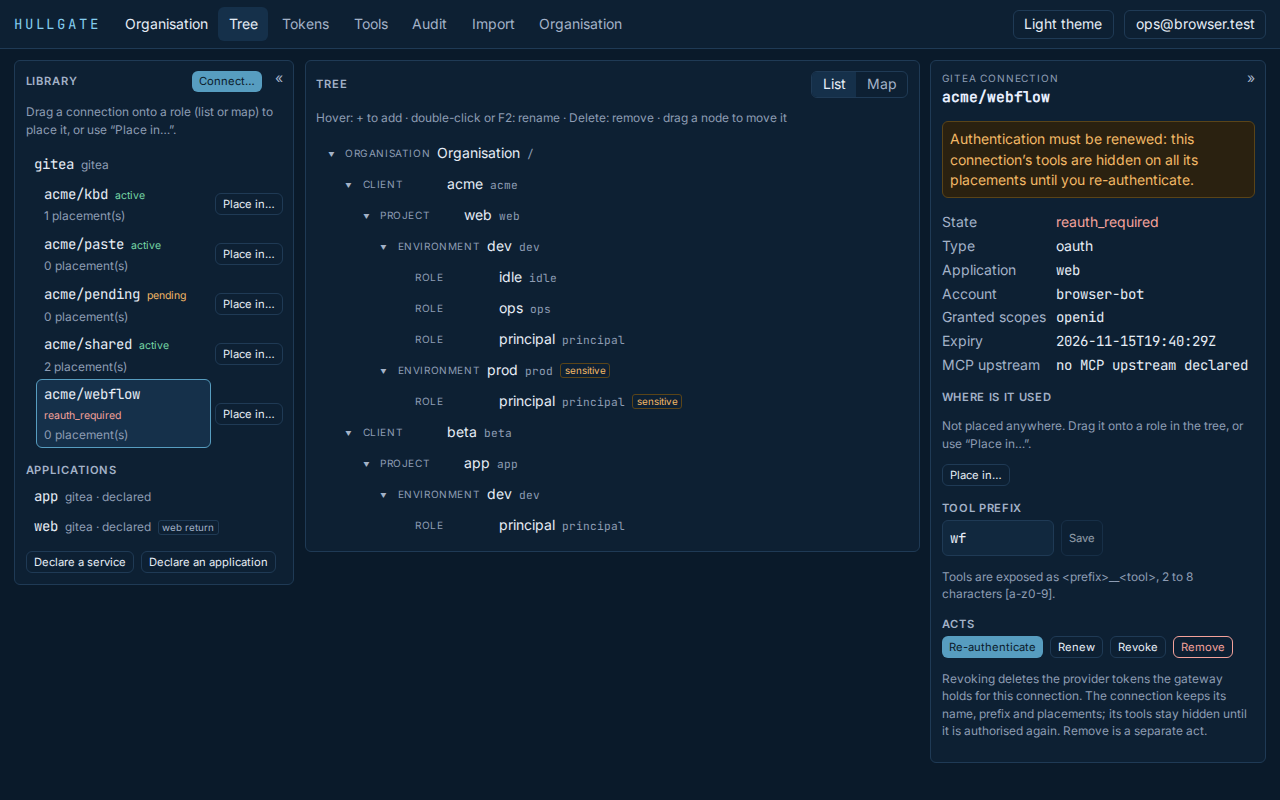 HULLGATE Organisation Tree Tokens Tools Audit Import Organisation Light theme ops@browser.test
LIBRARY Connect... «
Drag a connection onto a role (list or map) to
place it, or use “Place in…”.
gitea gitea
acme/kbd active
1 placement(s)
Place in...
acme/paste active
0 placement(s)
Place in...
acme/pending pending
0 placement(s)
Place in...
acme/shared active
2 placement(s)
Place in...
acme/webflow
reauth_required
0 placement(s)
Place in...
APPLICATIONS
app gitea · declared
web gitea · declared web return
Declare a service Declare an application
TREE List Map
Hover: + to add · double-click or F2: rename · Delete: remove · drag a node to move it
▾ ORGANISATION Organisation /
▾ CLIENT acme acme
▾ PROJECT web web
▾ ENVIRONMENT dev dev
ROLE idle idle
ROLE ops ops
ROLE principal principal
▾ ENVIRONMENT prod prod sensitive
ROLE principal principal sensitive
▾ CLIENT beta beta
▾ PROJECT app app
▾ ENVIRONMENT dev dev
ROLE principal principal
GITEA CONNECTION »
acme/webflow
Authentication must be renewed: this
connection’s tools are hidden on all its
placements until you re-authenticate.
State reauth_required
Type oauth
Application web
Account browser-bot
Granted scopes openid
Expiry 2026-11-15T19:40:29Z
MCP upstream no MCP upstream declared
WHERE IS IT USED
Not placed anywhere. Drag it onto a role in the tree, or
use “Place in…”.
Place in...
TOOL PREFIX
wf Save
Tools are exposed as <prefix>__<tool>, 2 to 8
characters [a-z0-9].
ACTS
Re-authenticate Renew Revoke Remove
Revoking deletes the provider tokens the gateway
holds for this connection. The connection keeps its
name, prefix and placements; its tools stay hidden until
it is authorised again. Remove is a separate act.